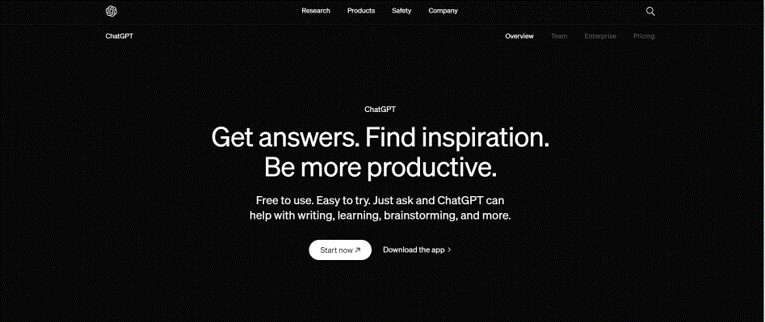 Research Products Safety Company
ChatGPT Overview Team Enterprise Pricing
ChatGPT
Get answers. Find inspiration.
Be more productive.
Free to use. Easy to try. Just ask and ChatGPT can
help with writing, learning, brainstorming, and more.
Start now ↗ Download the app >